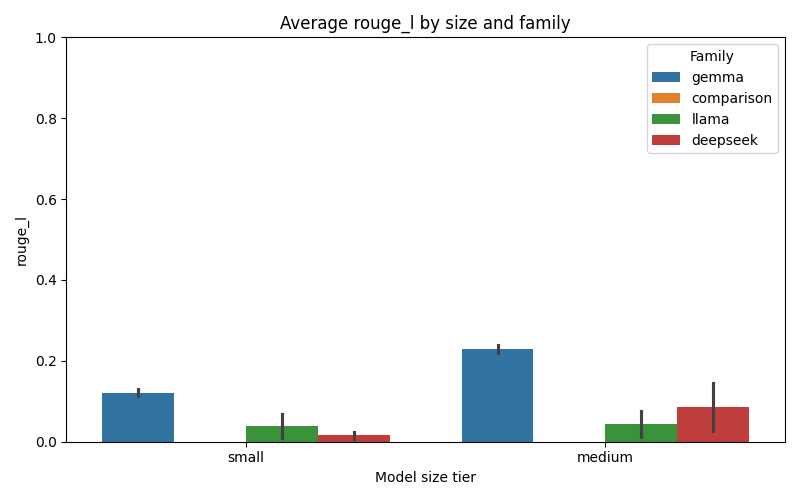 Average rouge_l by size and family
1.0
0.8
0.6
0.4
0.2
0.0
rouge_l
Family
gemma
comparison
llama
deepseek
small
medium
Model size tier